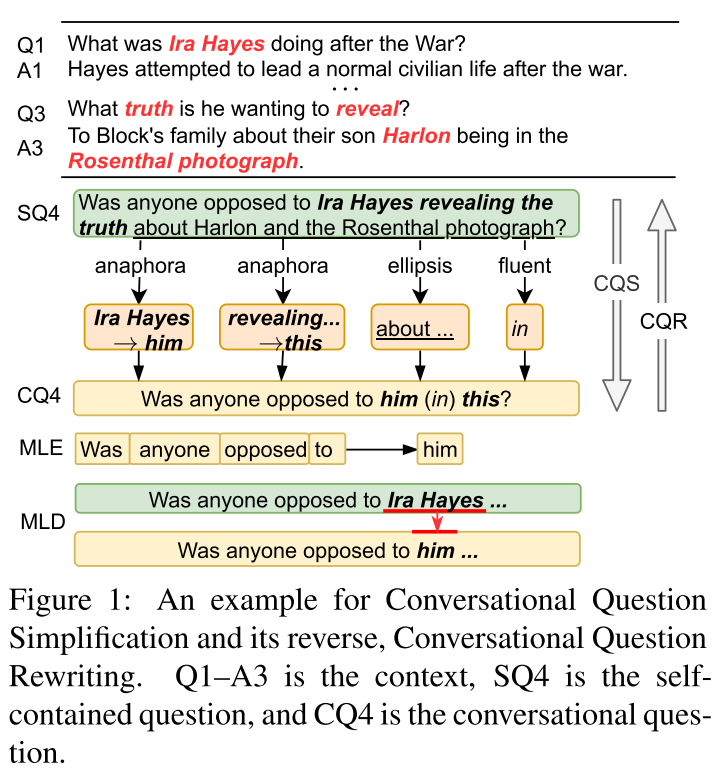 Q1 What was Ira Hayes doing after the War?
A1 Hayes attempted to lead a normal civilian life after the war.
...
Q3 What truth is he wanting to reveal?
A3 To Block's family about their son Harlon being in the
Rosenthal photograph.
SQ4 Was anyone opposed to Ira Hayes revealing the
truth about Harlon and the Rosenthal photograph?
anaphora anaphora ellipsis fluent
Ira Hayes → him
revealing... →this
about ...
in
CQS
CQR
CQ4 Was anyone opposed to him (in) this?
MLE Was anyone opposed to him
MLD
Was anyone opposed to Ira Hayes ...
Was anyone opposed to him ...
Figure 1: An example for Conversational Question
Simplification and its reverse, Conversational Question
Rewriting. Q1–A3 is the context, SQ4 is the self-
contained question, and CQ4 is the conversational ques-
tion.